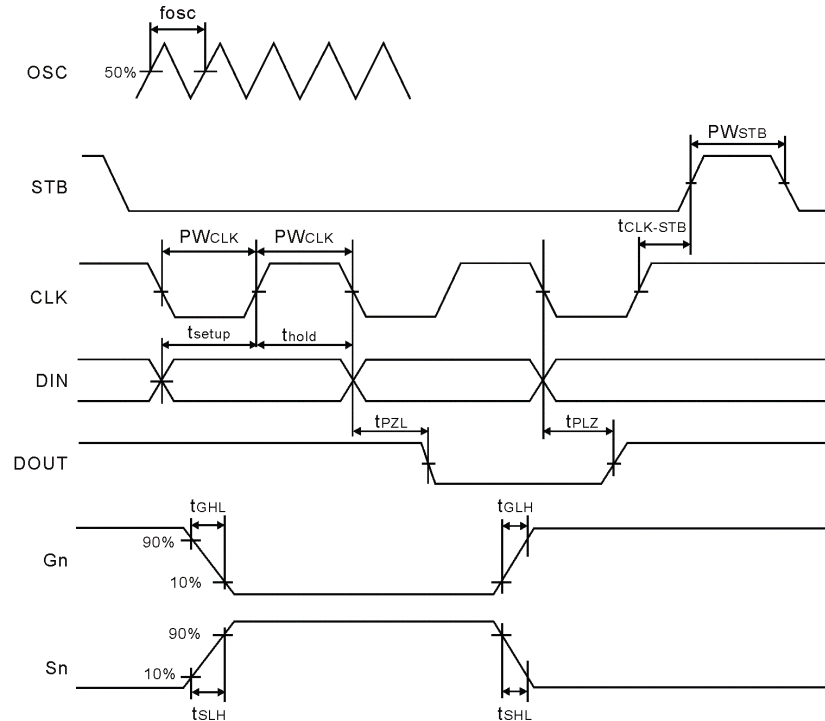 fosc
OSC
50%
PWSTB
STB
tCLK-STB
PWCLK
PWCLK
CLK
tsetup
thold
DIN
tPZL
tPLZ
DOUT
tGHL
tGLH
90%
Gn
10%
90%
Sn
10%
tSLH
tSHL